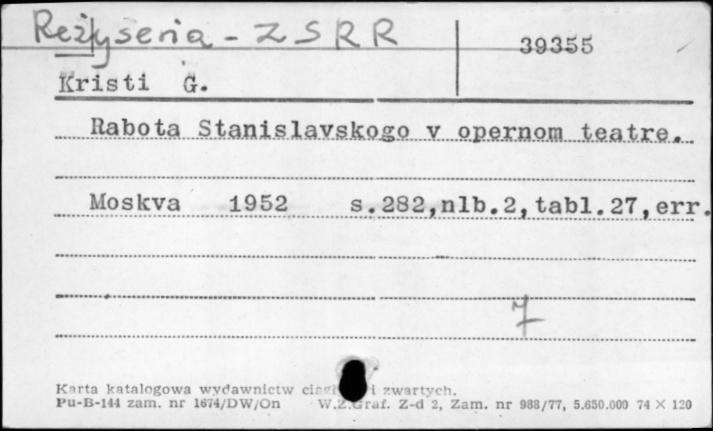 Reżyseria - ZSRR
39355
Kristi G.
Rabota Stanislavskogo v opernom teatre.
Moskva 1952 s.282,nlb.2,tabl.27,err.
7
Karta katalogowa wydawnictw i zwartych.
Pu-B-144 zam. nr 1674/DW/On W.Z.Graf. Z-d 2, Zam. nr 988/77, 5.650.000 74 X 120